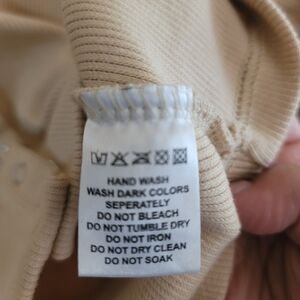 HAND WASH
WASH DARK COLORS
SEPERATELY
DO NOT BLEACH
DO NOT TUMBLE DRY
DO NOT IRON
DO NOT DRY CLEAN
DO NOT SOAK